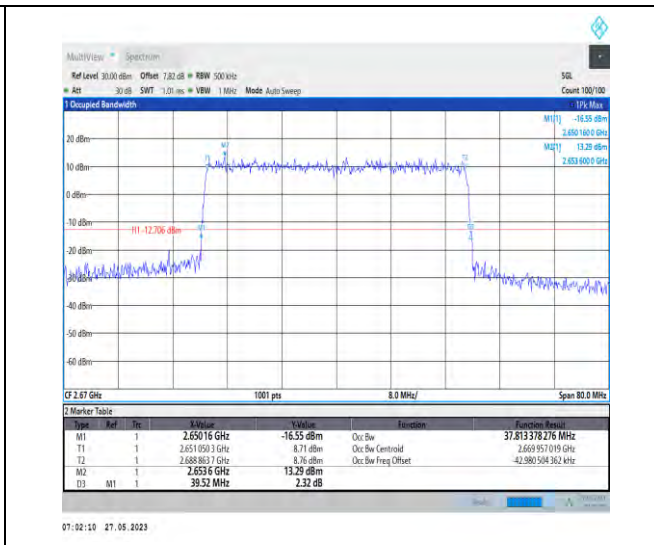 MultiView Spectrum
Ref Level 30.00 dBm Offset 7.82 dB RBW 500 kHz SGL
Att 30 dB SWT 1.01 ms VBW 1 MHz Mode Auto Sweep Count 100/100
1 Occupied Bandwidth 1Pk Max
M1[1] -16.55 dBm
2.650 160 0 GHz
M2[1] 13.29 dBm
2.653 600 0 GHz
20 dBm
10 dBm
0 dBm
-10 dBm
H1 -12.706 dBm
-20 dBm
-40 dBm
-50 dBm
-60 dBm
T1
T2
CF 2.67 GHz 1001 pts 8.0 MHz/ Span 80.0 MHz
2 Marker Table
Type Ref Trc X-Value Y-Value Function Function Result
M1 1 2.65016 GHz -16.55 dBm Occ Bw 37.813 378 276 MHz
T1 1 2.651 050 3 GHz 8.71 dBm Occ Bw Centroid 2.669 957 019 GHz
T2 1 2.688 863 7 GHz 8.76 dBm Occ Bw Freq Offset -42.980 504 362 kHz
M2 1 2.6536 GHz 13.29 dBm
D3 M1 1 39.52 MHz 2.32 dB
07:02:10 27.05.2023